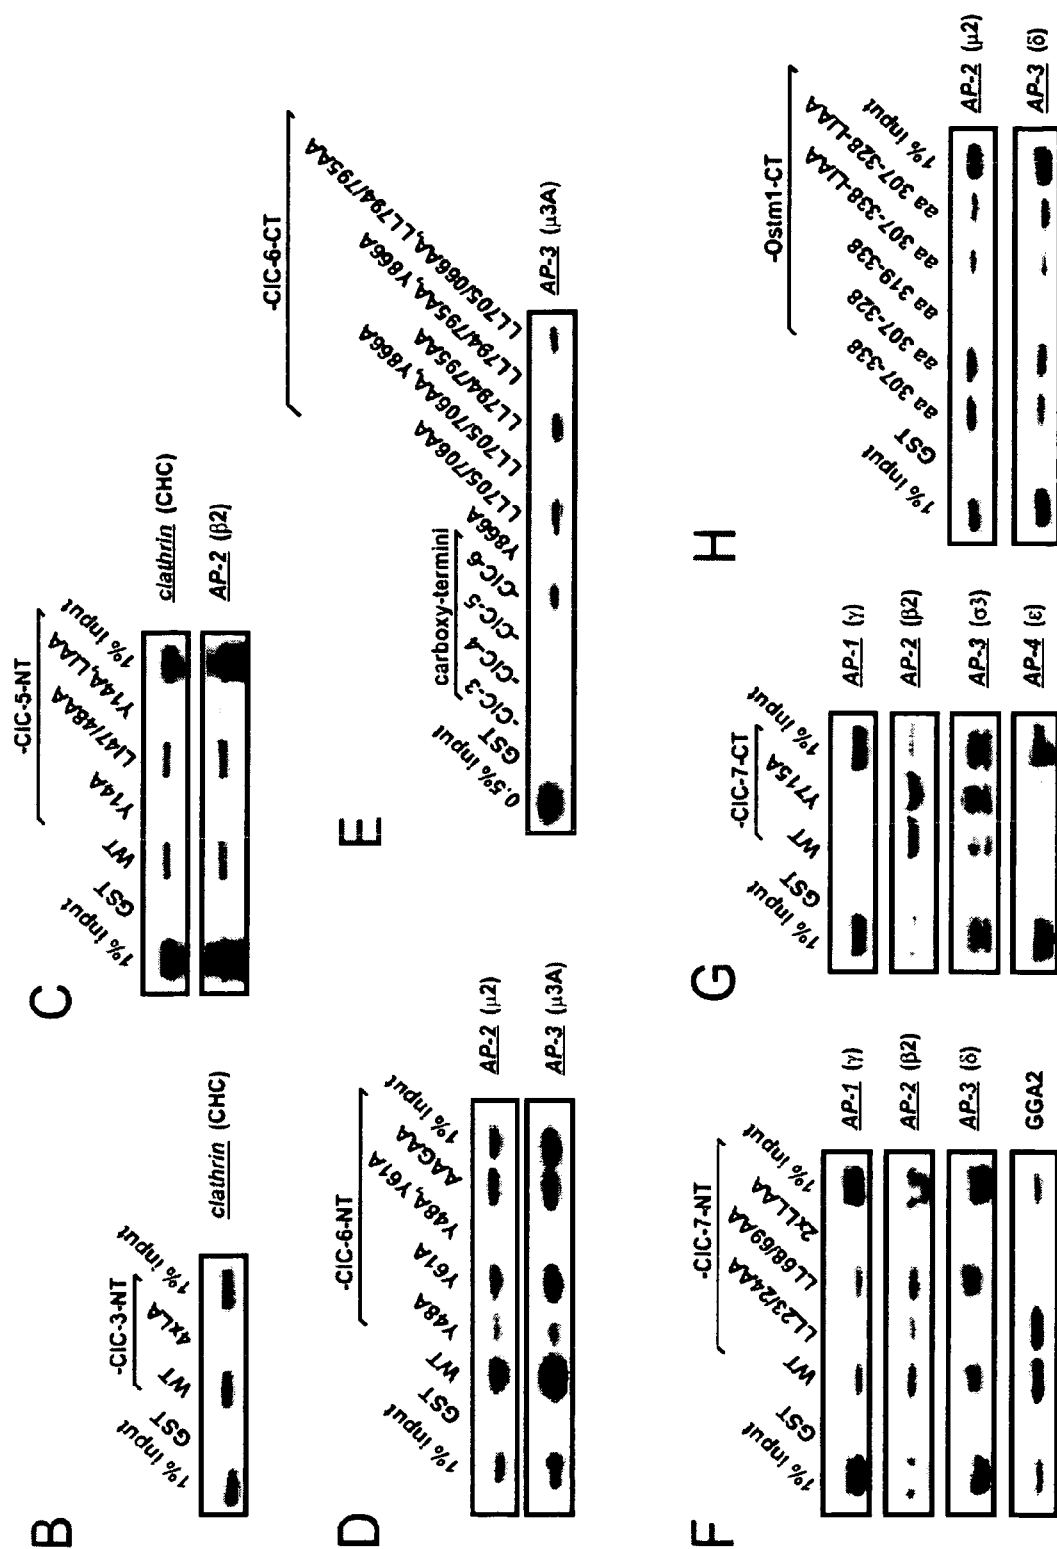 B
-ClC-3-NT
1% input
GST
WT
4xLA
1% input
clathrin (CHC)
C
-ClC-5-NT
1% input
GST
WT
Y14A
LI47/48AA
Y14A, LIAA
1% input
clathrin (CHC)
AP-2 (β2)
D
-ClC-6-NT
1% input
GST
WT
Y48A
Y61A
Y48A, Y61A
AAGAA
1% input
AP-2 (μ2)
AP-3 (μ3A)
E
-ClC-6-CT
carboxy-termini
0.5% input
GST
-ClC-3
-ClC-4
-ClC-5
-ClC-6
Y866A
LL705/706AA
LL705/706AA, Y866A
LL794/795AA
LL794/795AA, Y866A
LL705/066AA, LL794/795AA
AP-3 (μ3A)
F
-ClC-7-NT
1% input
GST
WT
LL23/24AA
LL68/69AA
2xLLAA
1% input
AP-1 (γ)
AP-2 (β2)
AP-3 (δ)
GGA2
G
-ClC-7-CT
1% input
GST
WT
Y715A
1% input
AP-1 (γ)
AP-2 (β2)
AP-3 (σ3)
AP-4 (ε)
H
-Ostm1-CT
1% input
GST
aa 307-338
aa 307-328
aa 319-338
aa 307-338-LIAA
aa 307-328-LIAA
1% input
AP-2 (μ2)
AP-3 (δ)